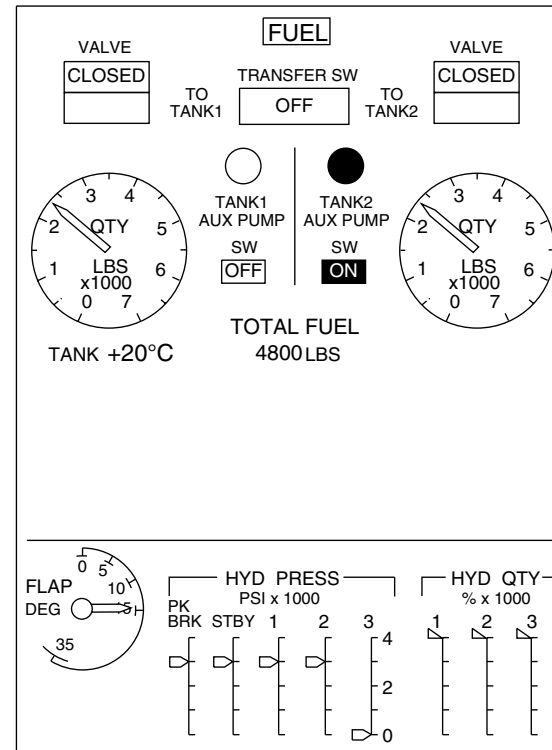 FUEL
VALVE
CLOSED
TO
TANK1
TRANSFER SW
OFF
TO
TANK2
VALVE
CLOSED
TANK1
AUX PUMP
SW
OFF
TANK2
AUX PUMP
SW
ON
0 1 2 3 4 5 6 7
QTY
LBS
x1000
0 1 2 3 4 5 6 7
QTY
LBS
x1000
TANK +20°C
TOTAL FUEL
4800 LBS
FLAP
DEG
0 5 10 15 35
HYD PRESS
PSI x 1000
PK
BRK STBY 1 2 3
4
2
0
HYD QTY
% x 1000
1 2 3